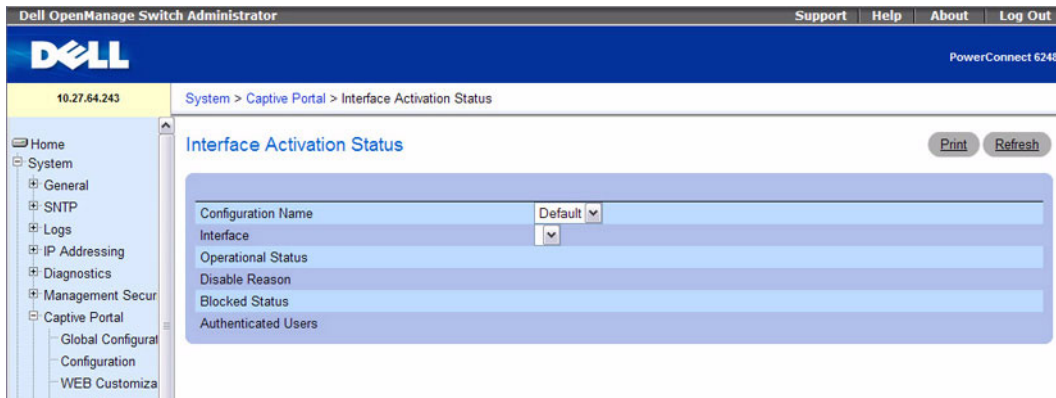 Dell OpenManage Switch Administrator
Support Help About Log Out
DELL
PowerConnect 6248
10.27.64.243
System > Captive Portal > Interface Activation Status
Home
System
General
SNTP
Logs
IP Addressing
Diagnostics
Management Secur
Captive Portal
Global Configurat
Configuration
WEB Customiza
Interface Activation Status
Print Refresh
Configuration Name Default
Interface
Operational Status
Disable Reason
Blocked Status
Authenticated Users